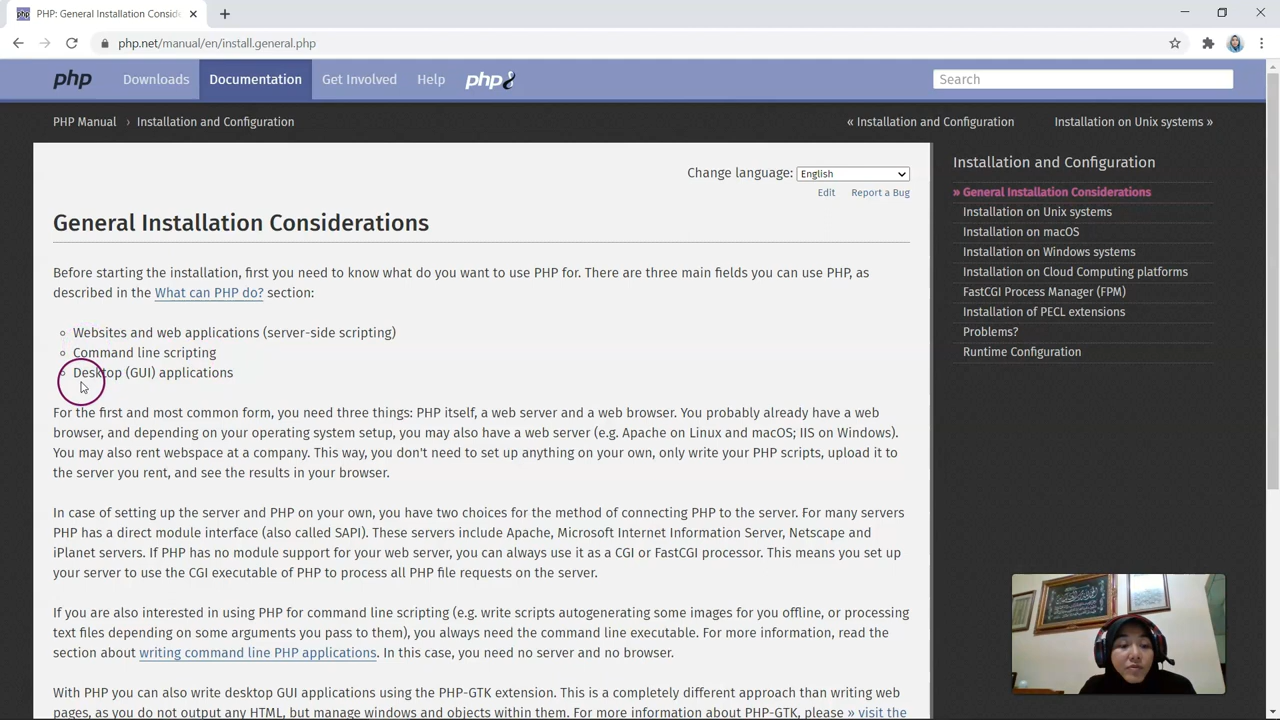 PHP: General Installation Conside
php.net/manual/en/install.general.php
php
Downloads
Documentation
Get Involved
Help
php8
Search
PHP Manual › Installation and Configuration
« Installation and Configuration
Installation on Unix systems »
Change language: English
Edit
Report a Bug
General Installation Considerations
Before starting the installation, first you need to know what do you want to use PHP for. There are three main fields you can use PHP, as
described in the What can PHP do? section:
Websites and web applications (server-side scripting)
Command line scripting
Desktop (GUI) applications
For the first and most common form, you need three things: PHP itself, a web server and a web browser. You probably already have a web
browser, and depending on your operating system setup, you may also have a web server (e.g. Apache on Linux and macOS; IIS on Windows).
You may also rent webspace at a company. This way, you don't need to set up anything on your own, only write your PHP scripts, upload it to
the server you rent, and see the results in your browser.
In case of setting up the server and PHP on your own, you have two choices for the method of connecting PHP to the server. For many servers
PHP has a direct module interface (also called SAPI). These servers include Apache, Microsoft Internet Information Server, Netscape and
iPlanet servers. If PHP has no module support for your web server, you can always use it as a CGI or FastCGI processor. This means you set up
your server to use the CGI executable of PHP to process all PHP file requests on the server.
If you are also interested in using PHP for command line scripting (e.g. write scripts autogenerating some images for you offline, or processing
text files depending on some arguments you pass to them), you always need the command line executable. For more information, read the
section about writing command line PHP applications. In this case, you need no server and no browser.
With PHP you can also write desktop GUI applications using the PHP-GTK extension. This is a completely different approach than writing web
pages, as you do not output any HTML, but manage windows and objects within them. For more information about PHP-GTK, please » visit the
Installation and Configuration
» General Installation Considerations
Installation on Unix systems
Installation on macOS
Installation on Windows systems
Installation on Cloud Computing platforms
FastCGI Process Manager (FPM)
Installation of PECL extensions
Problems?
Runtime Configuration